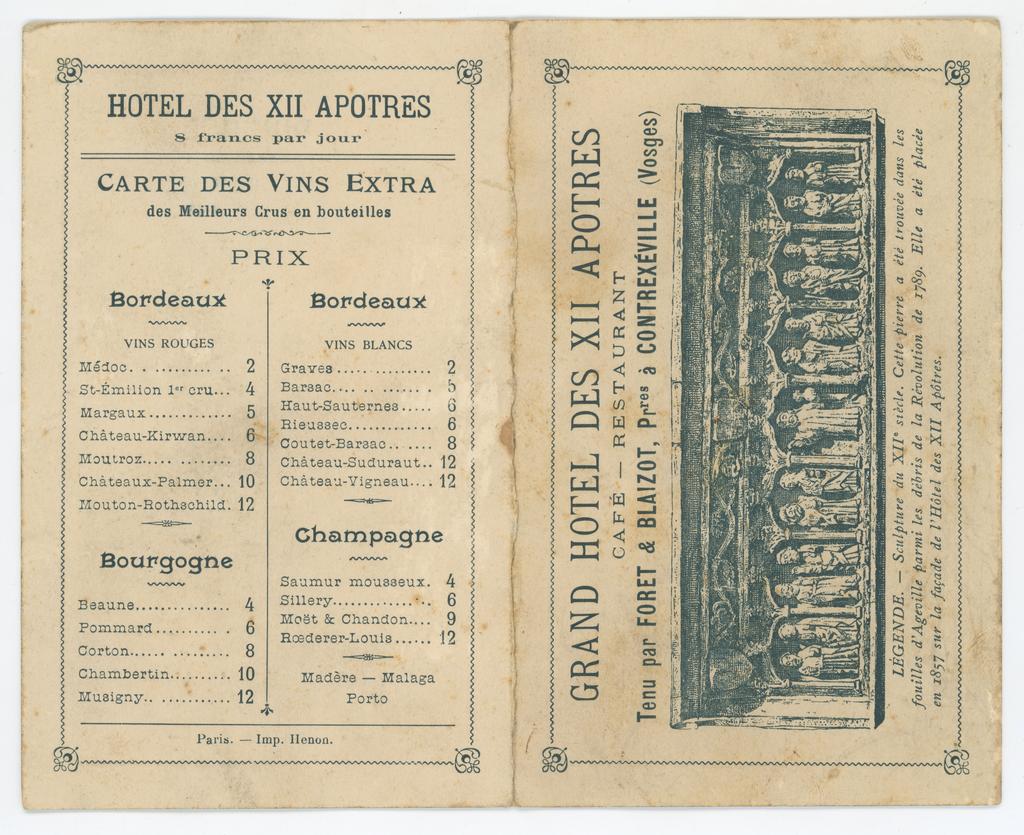 HOTEL DES XII APOTRES
8 francs par jour
CARTE DES VINS EXTRA
des Meilleurs Crus en bouteilles
PRIX
Bordeaux
VINS ROUGES
Médoc. . .......... .. 2
St-Émilion 1er cru... 4
Margaux............. 5
Château-Kirwan.... 6
Moutroz..... ........ 8
Châteaux-Palmer... 10
Mouton-Rothschild. 12
Bourgogne
Beaune............... 4
Pommard........... . 6
Corton..... .......... 8
Chambertin.......... 10
Musigny.. ............ 12
Bordeaux
VINS BLANCS
Graves............... 2
Barsac.... .. ....... 5
Haut-Sauternes..... 6
Rieussec............. 6
Coutet-Barsac.. ..... 8
Château-Suduraut.. 12
Château-Vigneau.... 12
Champagne
Saumur mousseux. 4
Sillery............... . 6
Moët & Chandon.... 9
Rœderer-Louis...... 12
Madère — Malaga
Porto
Paris. — Imp. Henon.
GRAND HOTEL DES XII APOTRES
CAFÉ — RESTAURANT
Tenu par FORET & BLAIZOT, Pres à CONTREXÉVILLE (Vosges)
LÉGENDE. — Sculpture du XIIe siècle. Cette pierre a été trouvée dans les
fouilles d'Ageville parmi les débris de la Révolution de 1789. Elle a été placée
en 1857 sur la façade de l'Hôtel des XII Apôtres.